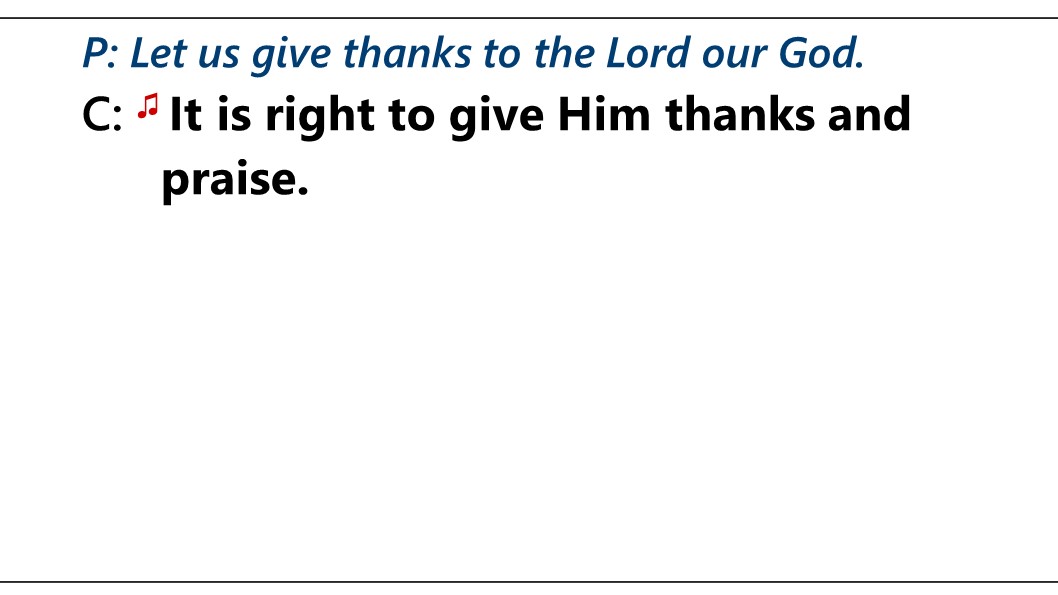 P: Let us give thanks to the Lord our God.
C: ♫ It is right to give Him thanks and
praise.